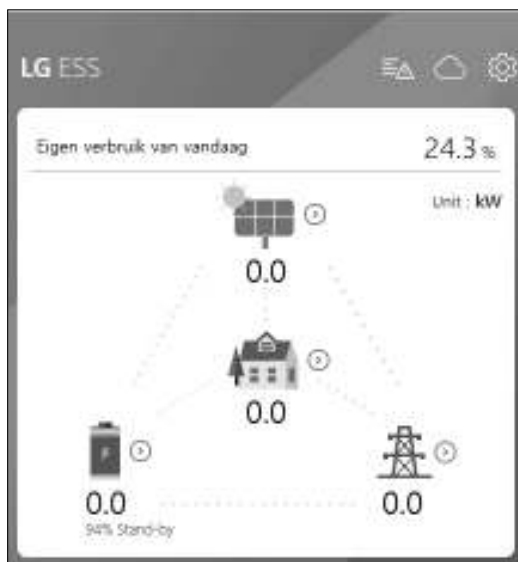 LG ESS
Eigen verbruik van vandaag 24.3 %
Unit : kW
0.0
0.0
0.0 0.0
94% Stand-by